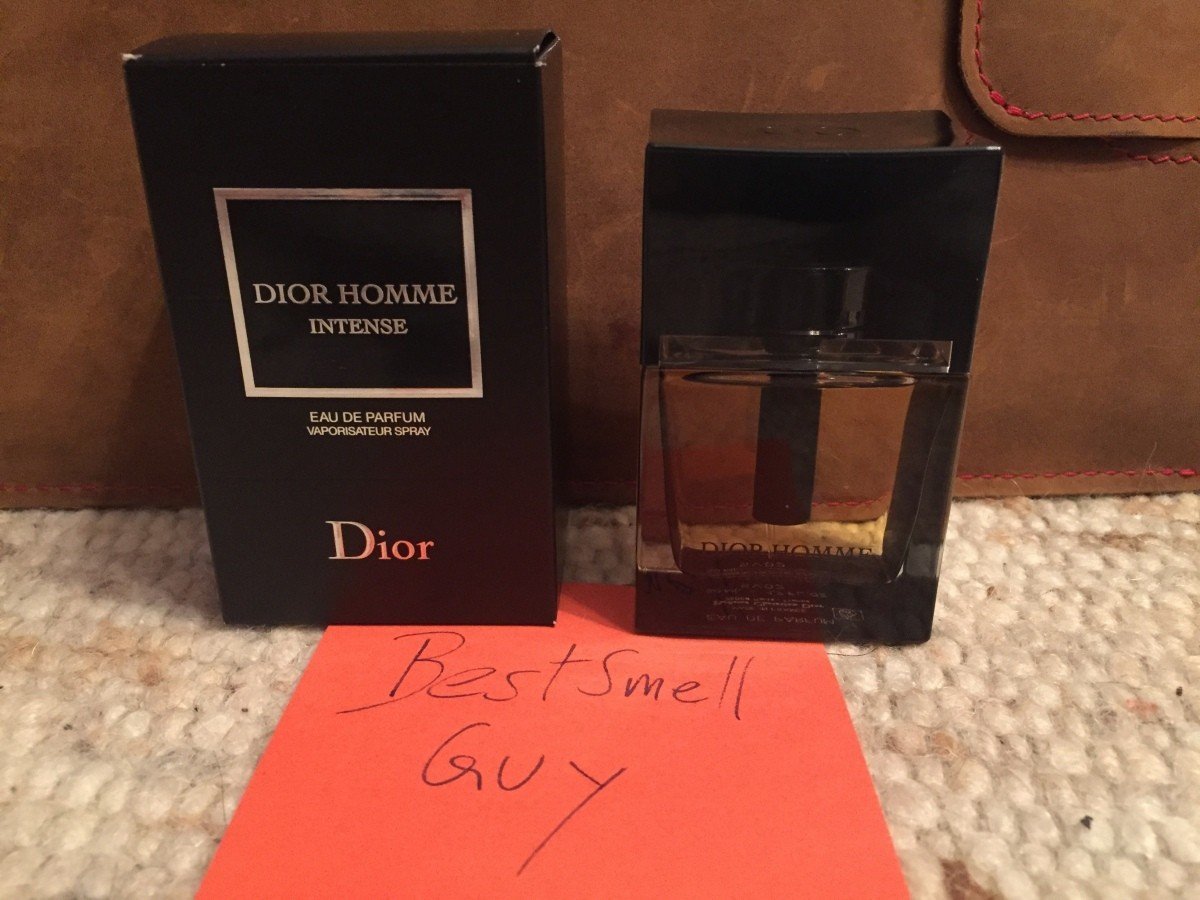 DIOR HOMME
INTENSE
EAU DE PARFUM
VAPORISATEUR SPRAY
Dior
DIOR HOMME
EAU DE PARFUM
BestSmell
Guy